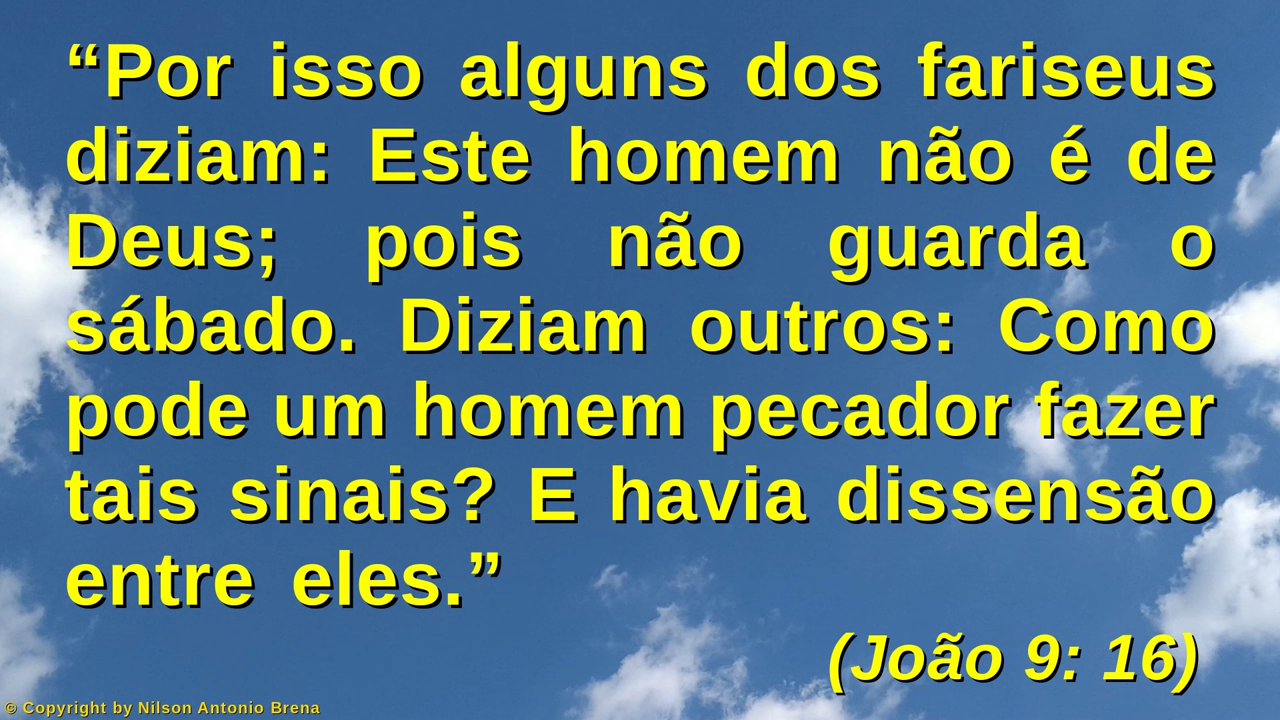 “Por isso alguns dos fariseus
diziam: Este homem não é de
Deus; pois não guarda o
sábado. Diziam outros: Como
pode um homem pecador fazer
tais sinais? E havia dissensão
entre eles.”
(João 9: 16)
© Copyright by Nilson Antonio Brena